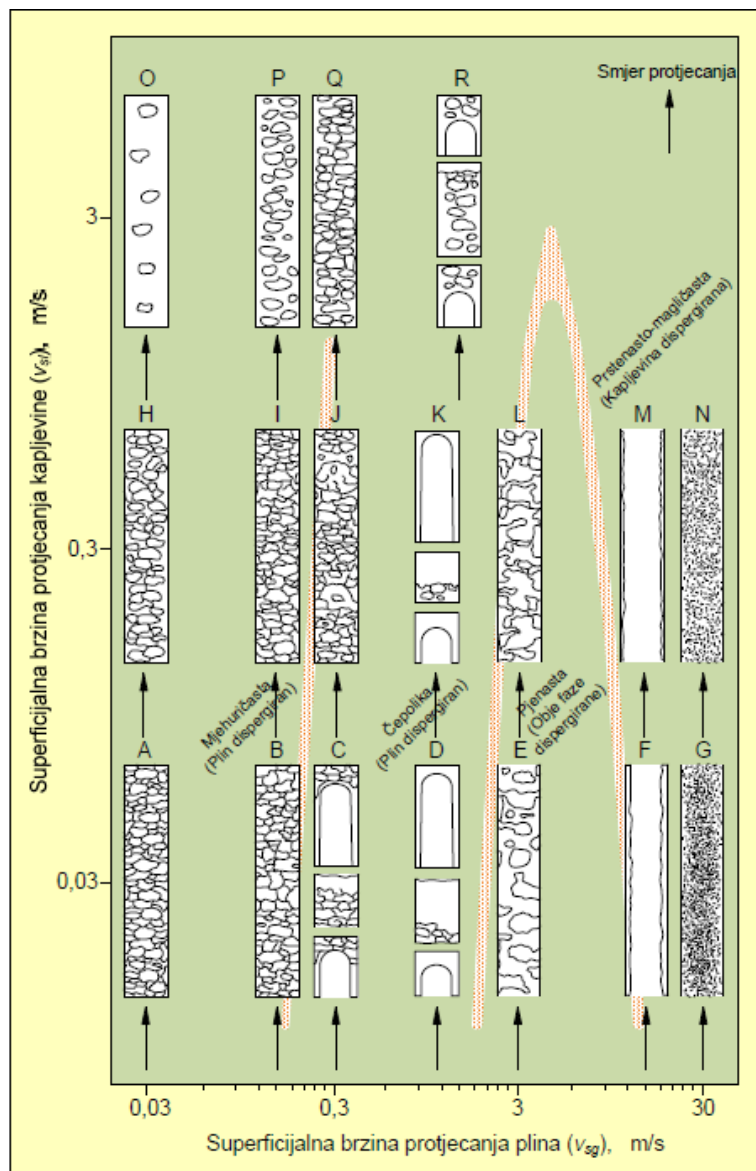 O P Q R
Smjer protjecanja
3
Prstenasto-magličasta
(Kapljevina dispergirana)
Superficijalna brzina protjecanja kapljevine (vsl), m/s
H I J K L M N
0,3
Mjehuričasta
(Plin dispergiran)
Čepolika
(Plin dispergiran)
Pjenasta
(Obje faze
dispergirane)
A B C D E F G
0,03
0,03 0,3 3 30
Superficijalna brzina protjecanja plina (vsg), m/s